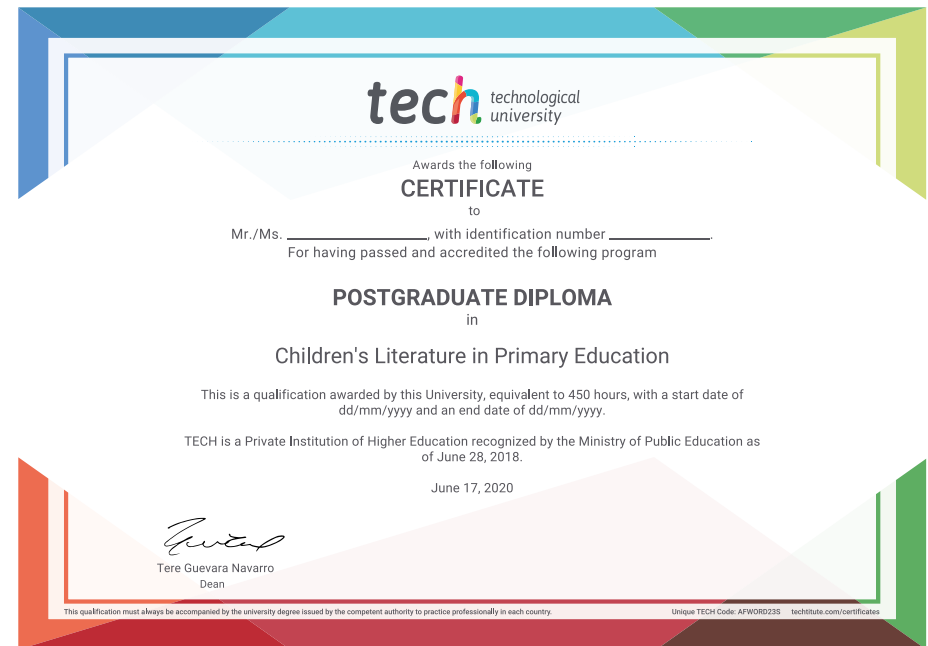 tech technological
university
Awards the following
CERTIFICATE
to
Mr./Ms. ____________________, with identification number ______________.
For having passed and accredited the following program
POSTGRADUATE DIPLOMA
in
Children's Literature in Primary Education
This is a qualification awarded by this University, equivalent to 450 hours, with a start date of
dd/mm/yyyy and an end date of dd/mm/yyyy.
TECH is a Private Institution of Higher Education recognized by the Ministry of Public Education as
of June 28, 2018.
June 17, 2020
Tere Guevara Navarro
Dean
This qualification must always be accompanied by the university degree issued by the competent authority to practice professionally in each country.
Unique TECH Code: AFWORD23S techtitute.com/certificates